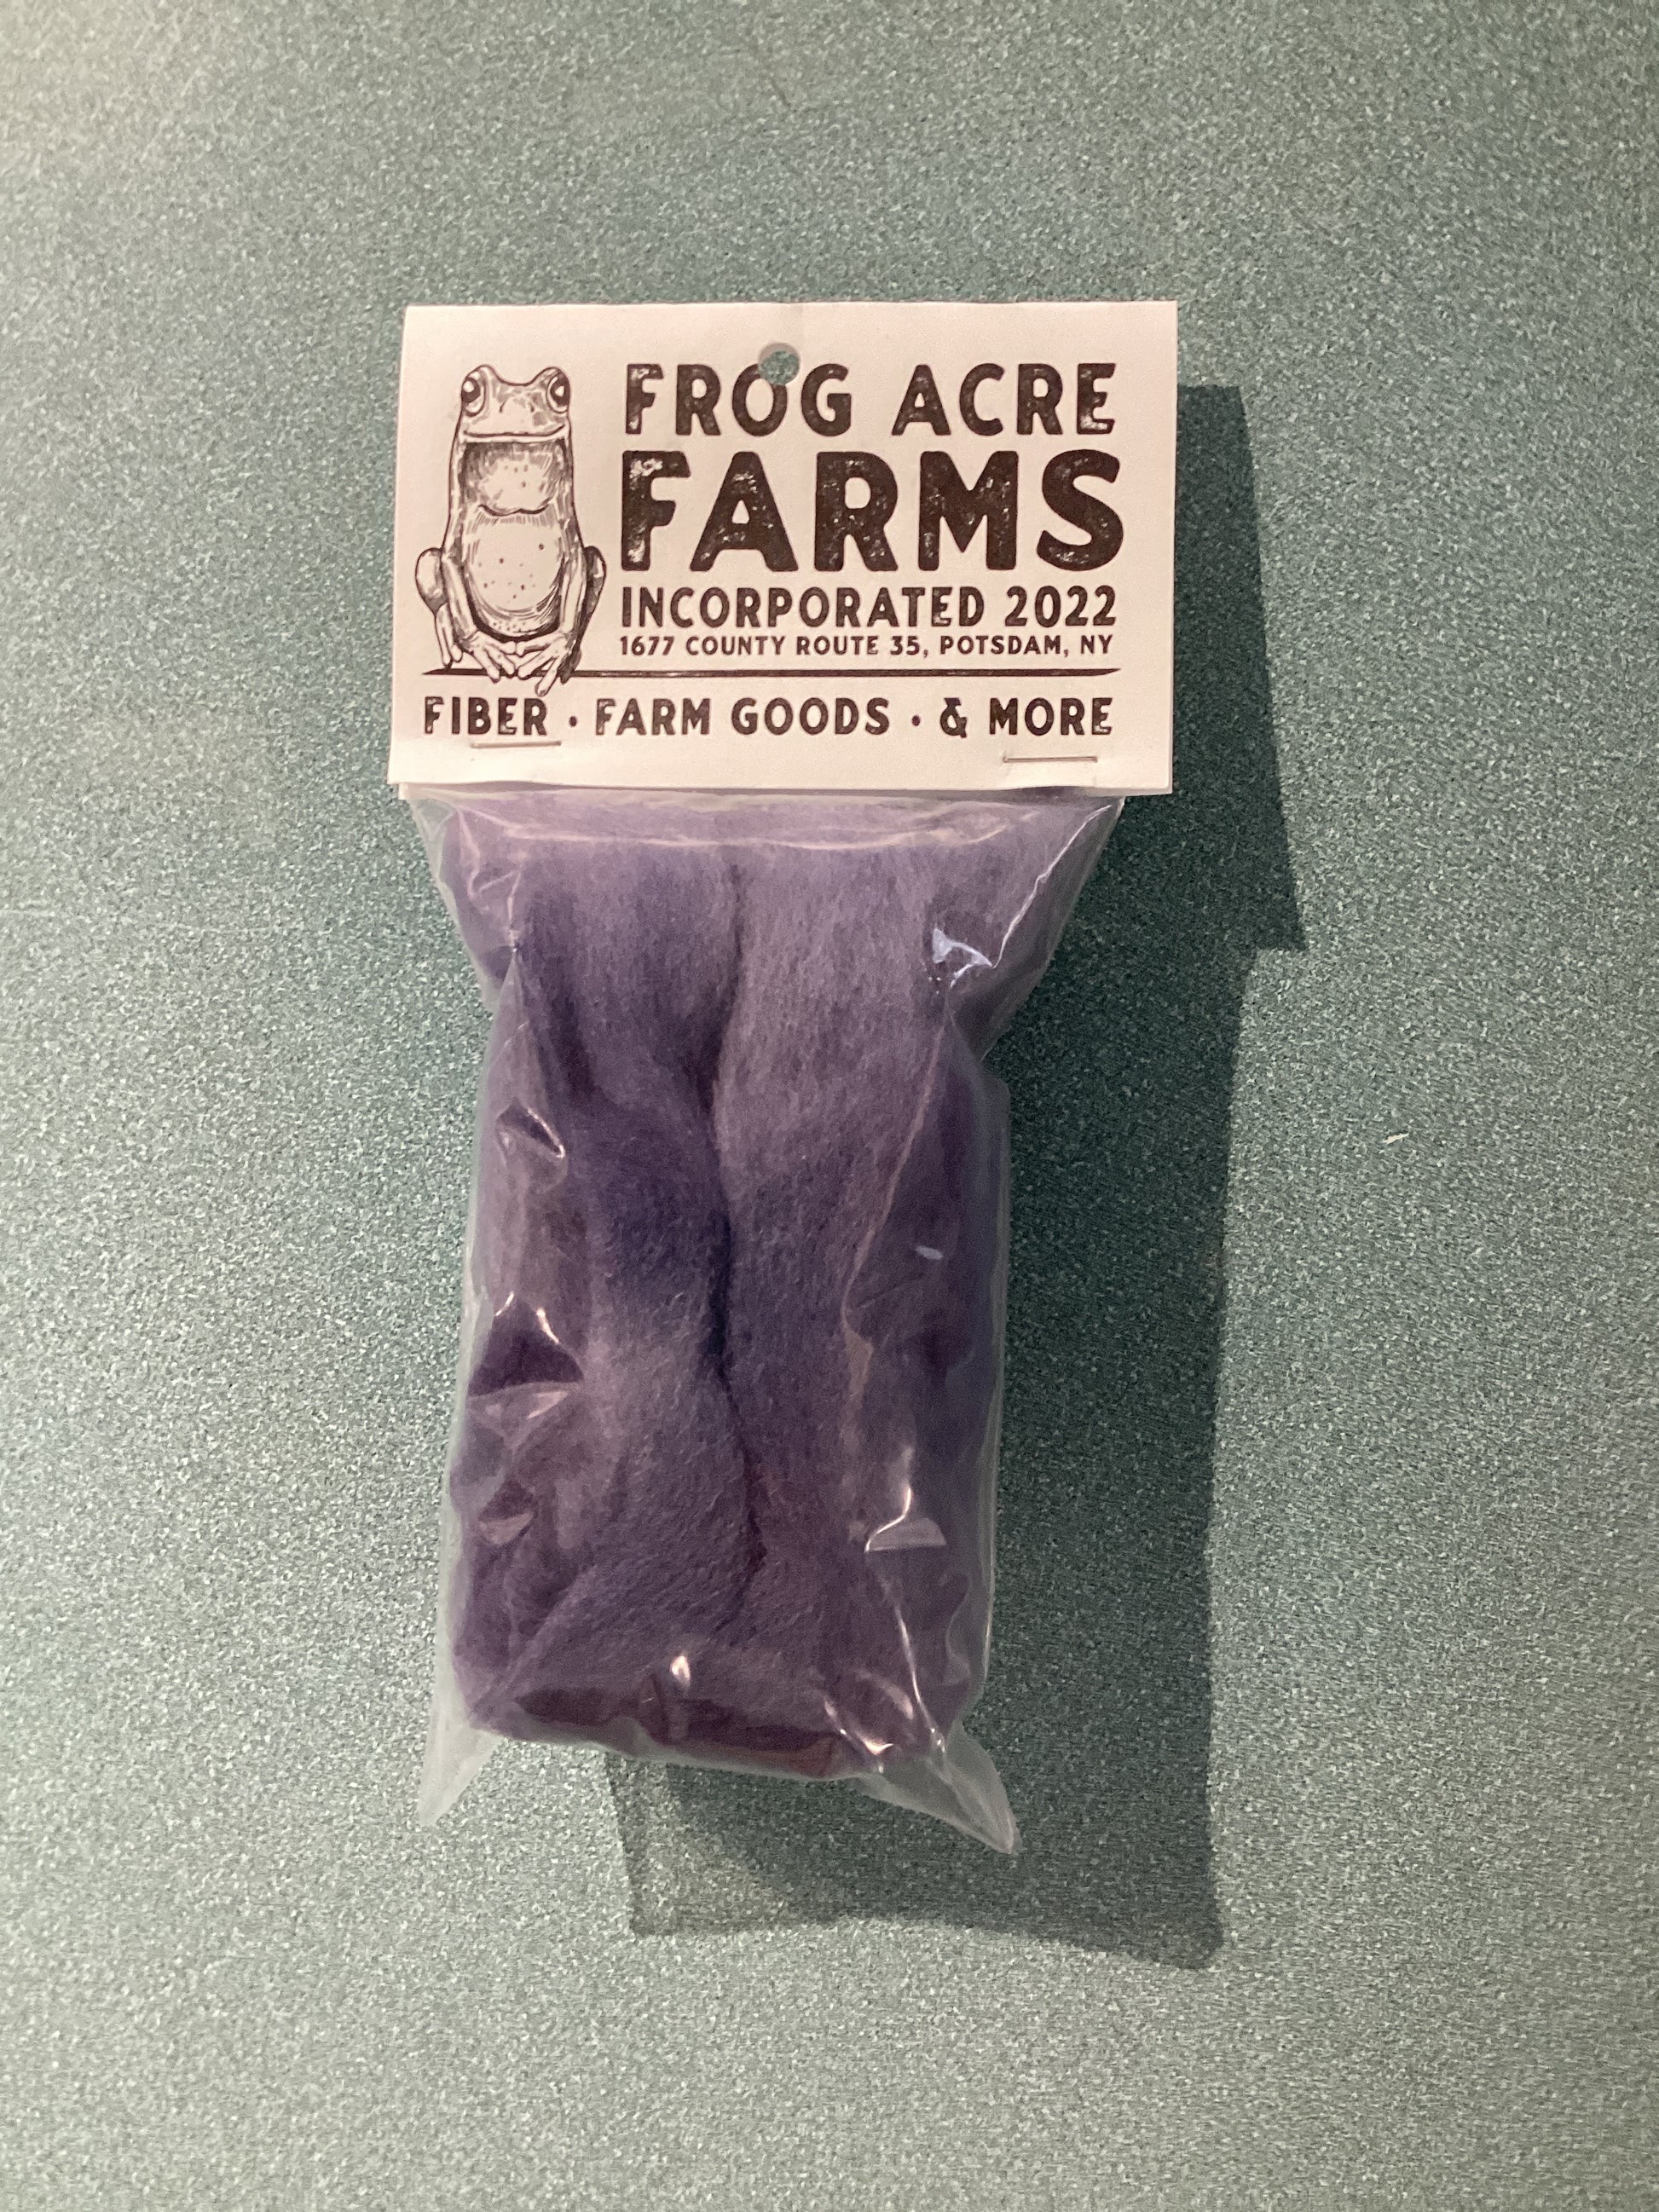 FROG ACRE
FARMS
INCORPORATED 2022
1677 COUNTY ROUTE 35, POTSDAM, NY
FIBER • FARM GOODS • & MORE